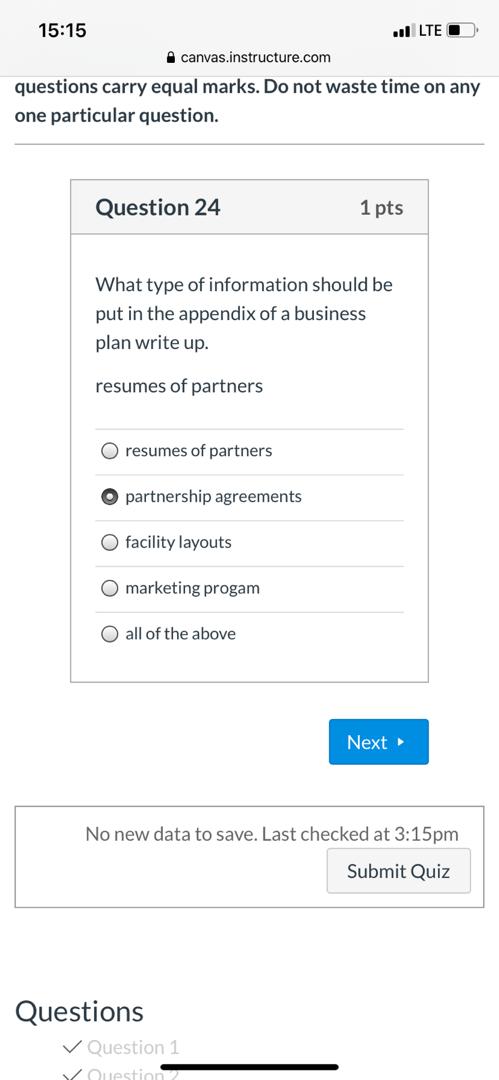 15:15
LTE
canvas.instructure.com
questions carry equal marks. Do not waste time on any
one particular question.
Question 24
1 pts
What type of information should be
put in the appendix of a business
plan write up.
resumes of partners
resumes of partners
partnership agreements
facility layouts
marketing progam
all of the above
Next
No new data to save. Last checked at 3:15pm
Submit Quiz
Questions
Question 1
Question 2